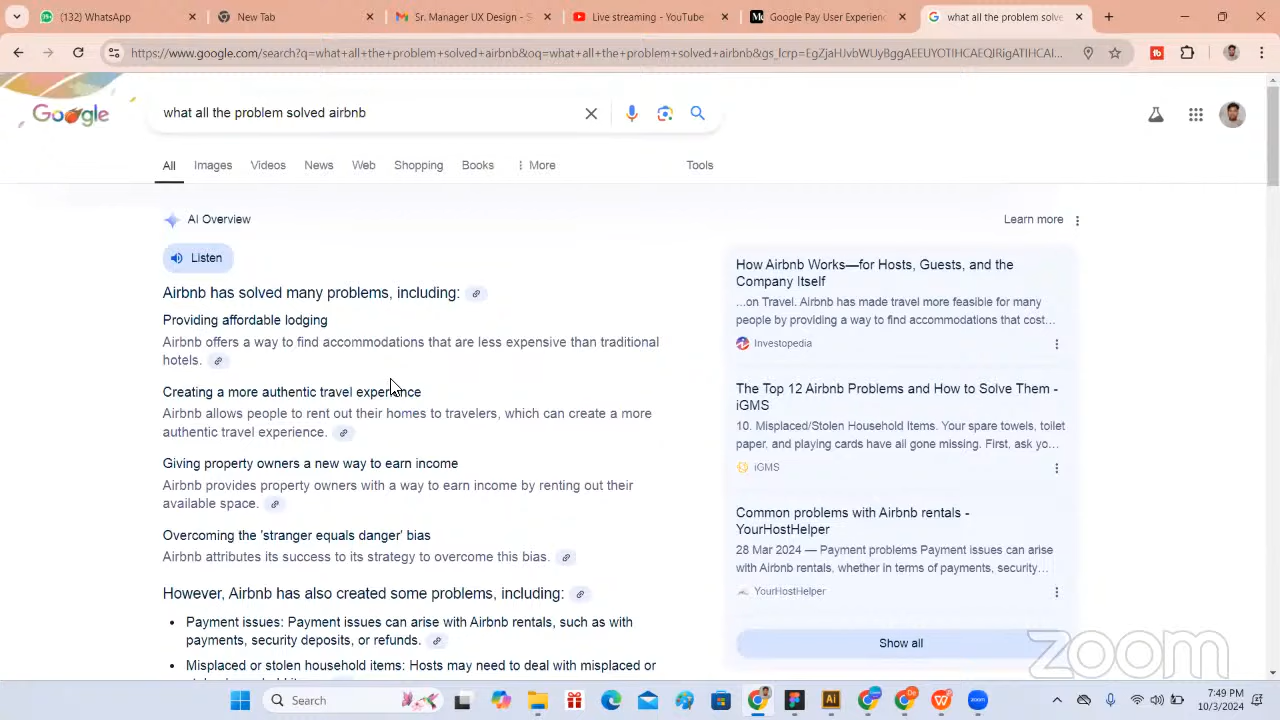 (19) WhatsApp
New Tab
Sr. Manager UX Design - S
Live streaming - YouTube
Google Pay User Experienc
what all the problem solve
https://www.google.com/search?q=what+all+the+problem+solved+airbnb&oq=what+all+the+problem+solved+airbnb&gs_lcrp=EgZjaHJvbWUyBggAEEUYOTIHCAEQIRigATIHCAI...
Google
what all the problem solved airbnb
All
Images
Videos
News
Web
Shopping
Books
More
Tools
AI Overview
Learn more
Listen
Airbnb has solved many problems, including:
Providing affordable lodging
Airbnb offers a way to find accommodations that are less expensive than traditional
hotels.
Creating a more authentic travel experience
Airbnb allows people to rent out their homes to travelers, which can create a more
authentic travel experience.
Giving property owners a new way to earn income
Airbnb provides property owners with a way to earn income by renting out their
available space.
Overcoming the 'stranger equals danger' bias
Airbnb attributes its success to its strategy to overcome this bias.
However, Airbnb has also created some problems, including:
• Payment issues: Payment issues can arise with Airbnb rentals, such as with
payments, security deposits, or refunds.
• Misplaced or stolen household items: Hosts may need to deal with misplaced or
How Airbnb Works—for Hosts, Guests, and the
Company Itself
...on Travel. Airbnb has made travel more feasible for many
people by providing a way to find accommodations that cost...
Investopedia
The Top 12 Airbnb Problems and How to Solve Them -
iGMS
10. Misplaced/Stolen Household Items. Your spare towels, toilet
paper, and playing cards have all gone missing. First, ask yo...
iGMS
Common problems with Airbnb rentals -
YourHostHelper
28 Mar 2024 — Payment problems Payment issues can arise
with Airbnb rentals, whether in terms of payments, security...
YourHostHelper
Show all
zoom
Search
7:49 PM
10/3/2024